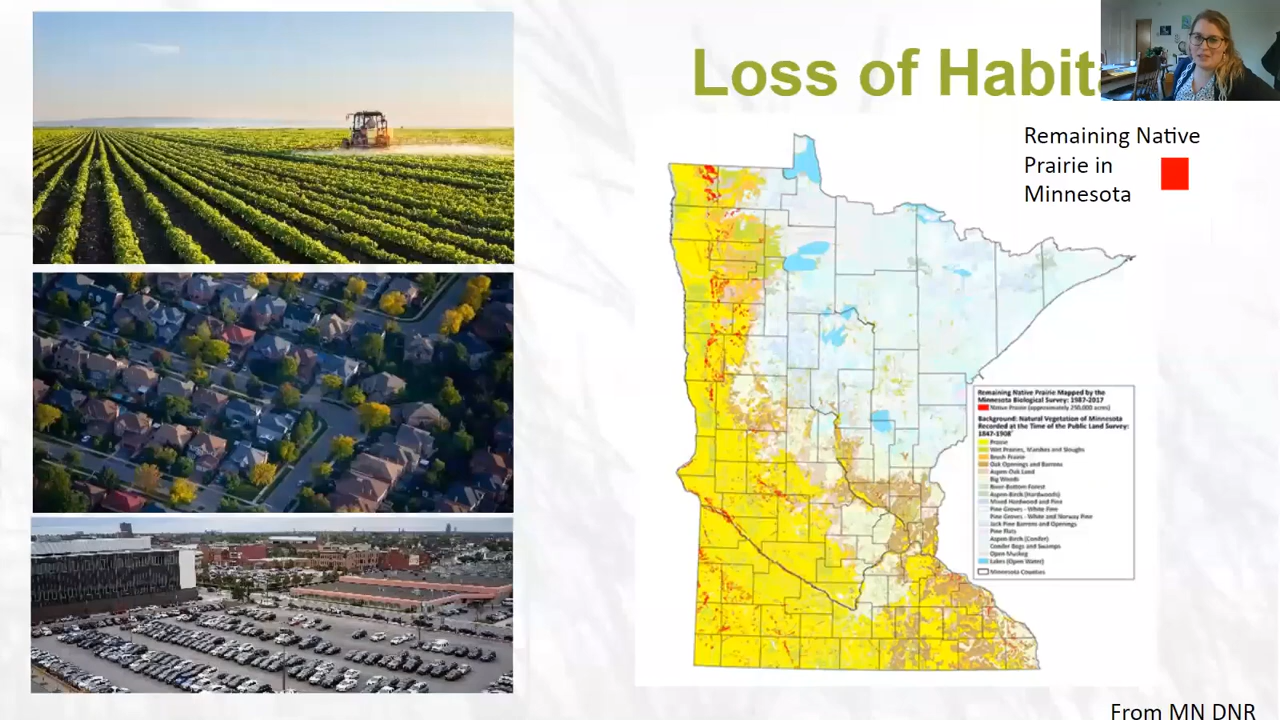 Loss of Habit
Remaining Native
Prairie in
Minnesota
Remaining Native Prairie Mapped by the
Minnesota Biological Survey: 1987-2017
Native Prairie (approximately 250,000 acres)
Background: Natural Vegetation of Minnesota
Recorded at the Time of the Public Land Survey:
1847-1908
Prairie
Wet Prairies, Marshes and Sloughs
Brush Prairie
Oak Openings and Barrens
Aspen-Oak Land
Big Woods
River-Bottom Forest
Aspen-Birch (Hardwoods)
Mixed Hardwood and Pine
Pine Groves - White Pine
Pine Groves - White and Norway Pine
Jack Pine Barrens and Openings
Pine Flats
Aspen-Birch (Conifer)
Conifer Bogs and Swamps
Open Muskeg
Lakes (Open Water)
Minnesota Counties
From MN DNR